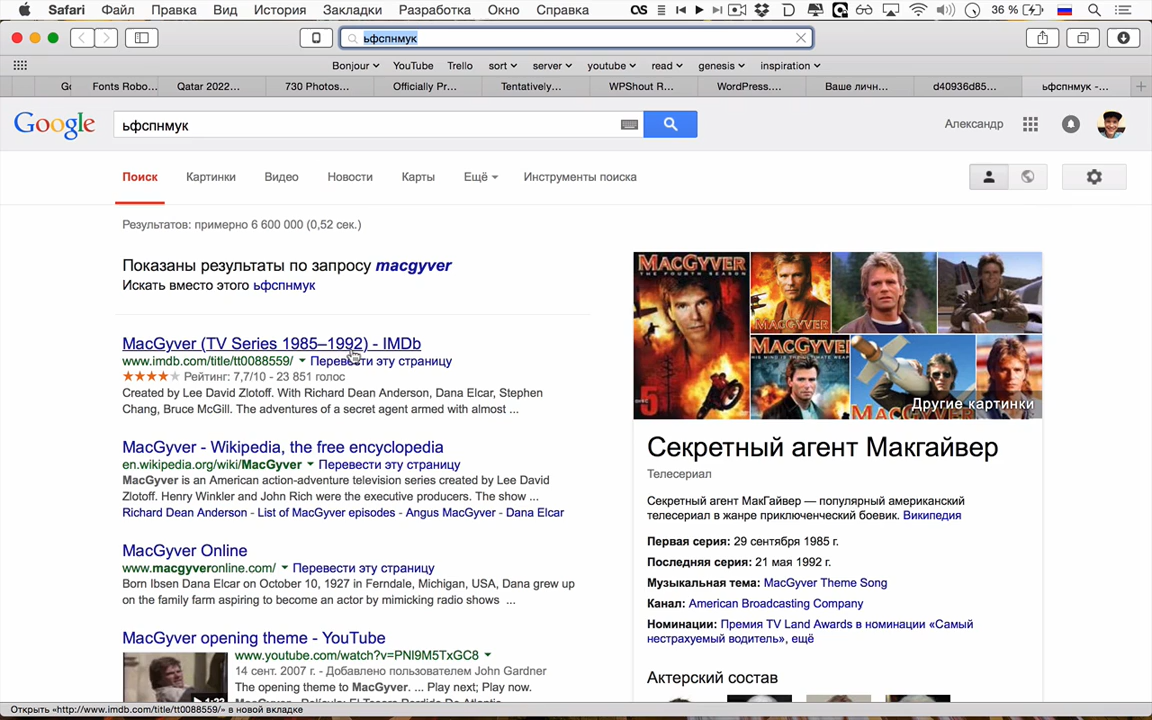 Safari Файл Правка Вид История Закладки Разработка Окно Справка 36 %
ьфспнмук
Bonjour YouTube Trello sort server youtube read genesis inspiration
Fonts Robo... Qatar 2022... 730 Photos... Officially Pr... Tentatively... WPShout R... WordPress.... Ваше личн... d40936d85... ьфспнмук -...
Google ьфспнмук Александр
Поиск Картинки Видео Новости Карты Ещё Инструменты поиска
Результатов: примерно 6 600 000 (0,52 сек.)
Показаны результаты по запросу macgyver
Искать вместо этого ьфспнмук
MacGyver (TV Series 1985–1992) - IMDb
www.imdb.com/title/tt0088559/ Перевести эту страницу
Рейтинг: 7,7/10 - 23 851 голос
Created by Lee David Zlotoff. With Richard Dean Anderson, Dana Elcar, Stephen
Chang, Bruce McGill. The adventures of a secret agent armed with almost ...
MacGyver - Wikipedia, the free encyclopedia
en.wikipedia.org/wiki/MacGyver Перевести эту страницу
MacGyver is an American action-adventure television series created by Lee David
Zlotoff. Henry Winkler and John Rich were the executive producers. The show ...
Richard Dean Anderson - List of MacGyver episodes - Angus MacGyver - Dana Elcar
MacGyver Online
www.macgyveronline.com/ Перевести эту страницу
Born Ibsen Dana Elcar on October 10, 1927 in Ferndale, Michigan, USA, Dana grew up
on the family farm aspiring to become an actor by mimicking radio shows ...
MacGyver opening theme - YouTube
www.youtube.com/watch?v=PNI9M5TxGC8
14 сент. 2007 г. - Добавлено пользователем John Gardner
The opening theme to MacGyver. ... Play next; Play now.
1:23
Открыть «http://www.imdb.com/title/tt0088559/» в новой вкладке
MACGYVER
THE FOURTH SEASON
MACGYVER
MACGYVER
5
Другие картинки
Секретный агент Макгайвер
Телесериал
Секретный агент МакГайвер — популярный американский
телесериал в жанре приключенческий боевик. Википедия
Первая серия: 29 сентября 1985 г.
Последняя серия: 21 мая 1992 г.
Музыкальная тема: MacGyver Theme Song
Канал: American Broadcasting Company
Номинации: Премия TV Land Awards в номинации «Самый
нестрахуемый водитель», ещё
Актерский состав